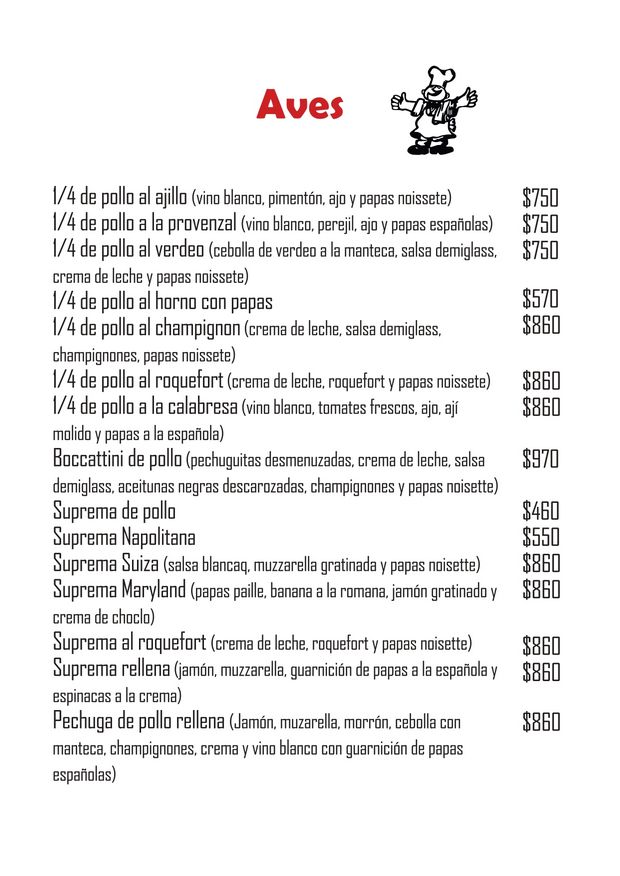 Aves
1/4 de pollo al ajillo (vino blanco, pimentón, ajo y papas noissete) $750
1/4 de pollo a la provenzal (vino blanco, perejil, ajo y papas españolas) $750
1/4 de pollo al verdeo (cebolla de verdeo a la manteca, salsa demiglass, $750
crema de leche y papas noissete)
1/4 de pollo al horno con papas $570
1/4 de pollo al champignon (crema de leche, salsa demiglass, $860
champignones, papas noissete)
1/4 de pollo al roquefort (crema de leche, roquefort y papas noissete) $860
1/4 de pollo a la calabresa (vino blanco, tomates frescos, ajo, ají $860
molido y papas a la española)
Boccattini de pollo (pechuguitas desmenuzadas, crema de leche, salsa $970
demiglass, aceitunas negras descarozadas, champignones y papas noisette)
Suprema de pollo $460
Suprema Napolitana $550
Suprema Suiza (salsa blancaq, muzzarella gratinada y papas noisette) $860
Suprema Maryland (papas paille, banana a la romana, jamón gratinado y $860
crema de choclo)
Suprema al roquefort (crema de leche, roquefort y papas noisette) $860
Suprema rellena (jamón, muzzarella, guarnición de papas a la española y $860
espinacas a la crema)
Pechuga de pollo rellena (Jamón, muzarella, morrón, cebolla con $860
manteca, champignones, crema y vino blanco con guarnición de papas
españolas)